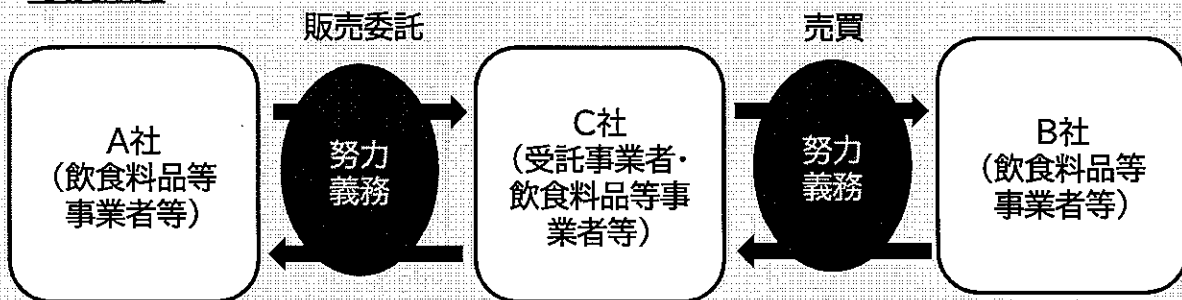 販売委託
売買
A社
(飲食料品等
事業者等)
努力
義務
C社
(受託事業者・
飲食料品等事
業者等)
努力
義務
B社
(飲食料品等
事業者等)